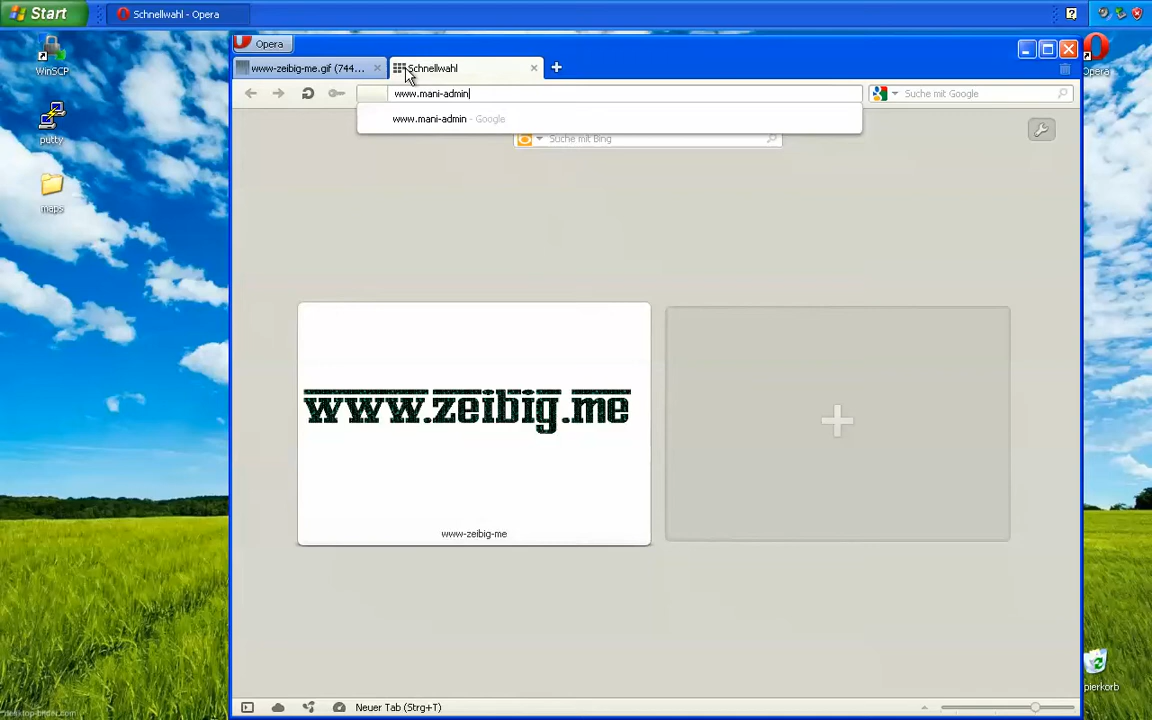 Start
Schnellwahl - Opera
WinSCP
putty
maps
Opera
www-zeibig-me.gif (744...
Schnellwahl
www.mani-admin
Suche mit Google
www.mani-admin - Google
Suche mit Bing
www.zeibig.me
www-zeibig-me
Opera
pierkorb
Neuer Tab (Strg+T)